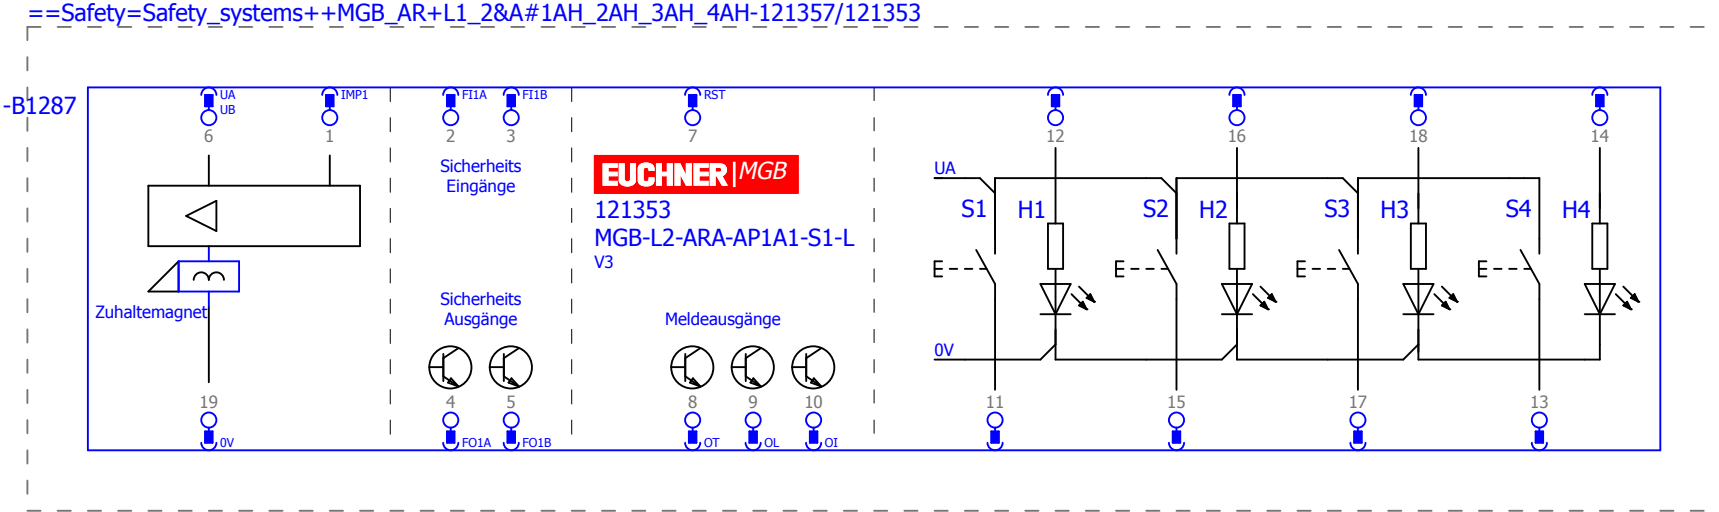 ==Safety=Safety_systems++MGB_AR+L1_2&A#1AH_2AH_3AH_4AH-121357/121353
-B1287
UA
UB
6
IMP1
1
FI1A
2
FI1B
3
RST
7
12
16
18
14
Sicherheits
Eingänge
EUCHNER|MGB
121353
MGB-L2-ARA-AP1A1-S1-L
V3
UA
S1
H1
S2
H2
S3
H3
S4
H4
E
E
E
E
Zuhaltemagnet
Sicherheits
Ausgänge
Meldeausgänge
0V
19
0V
4
FO1A
5
FO1B
8
OT
9
OL
10
OI
11
15
17
13